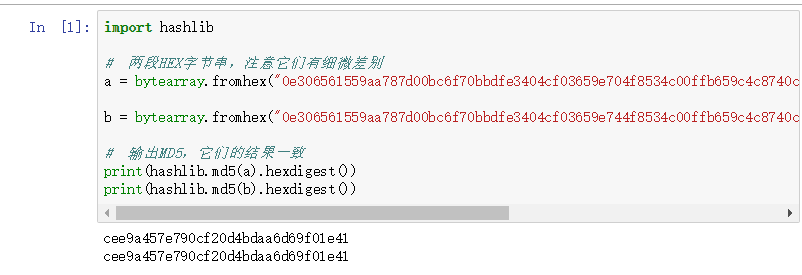 In [1]:
import hashlib
# 两段HEX字节串，注意它们有细微差别
a = bytearray.fromhex("0e306561559aa787d00bc6f70bbdfe3404cf03659e704f8534c00ffb659c4c8740c
b = bytearray.fromhex("0e306561559aa787d00bc6f70bbdfe3404cf03659e744f8534c00ffb659c4c8740c
# 输出MD5，它们的结果一致
print(hashlib.md5(a).hexdigest())
print(hashlib.md5(b).hexdigest())
cee9a457e790cf20d4bdaa6d69f01e41
cee9a457e790cf20d4bdaa6d69f01e41